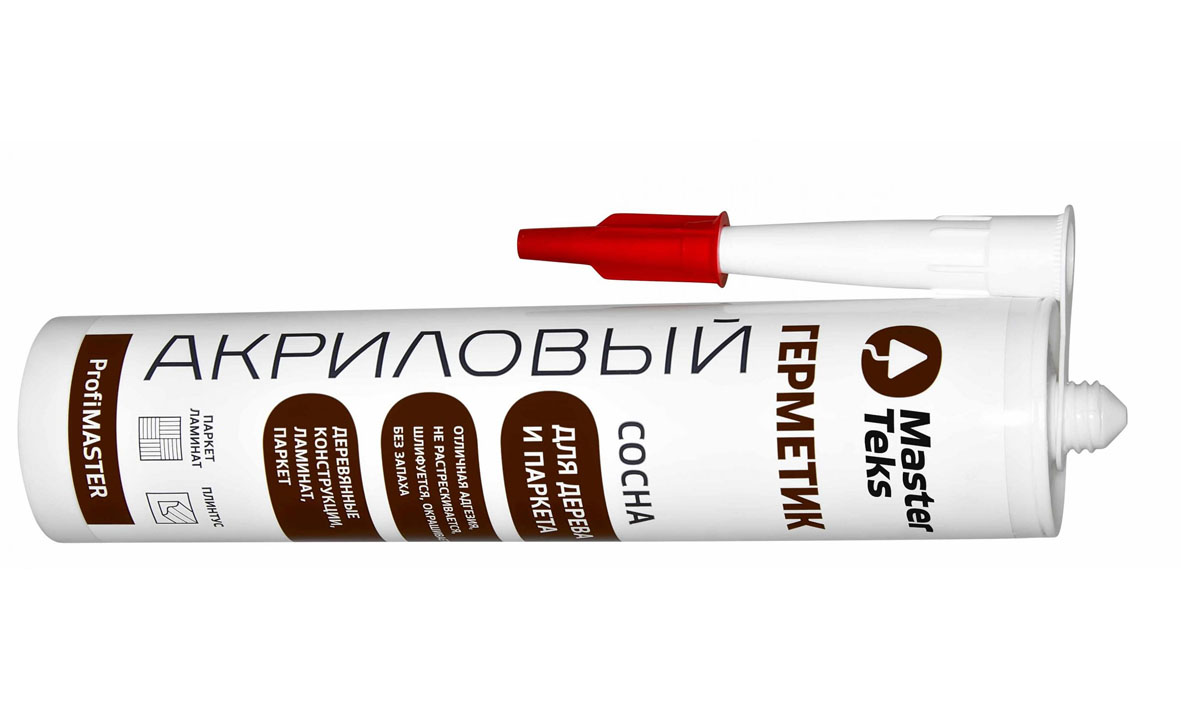 Master
Teks
ГЕРМЕТИК
АКРИЛОВЫЙ
СОСНА
ДЛЯ ДЕРЕВА
И ПАРКЕТА
ОТЛИЧНАЯ АДГЕЗИЯ,
НЕ РАСТРЕСКИВАЕТСЯ,
ШЛИФУЕТСЯ,
БЕЗ ЗАПАХА
ДЕРЕВЯННЫЕ
КОНСТРУКЦИИ,
ЛАМИНАТ,
ПАРКЕТ
ПАРКЕТ
ЛАМИНАТ
ПЛИНТУС
ProfiMASTER